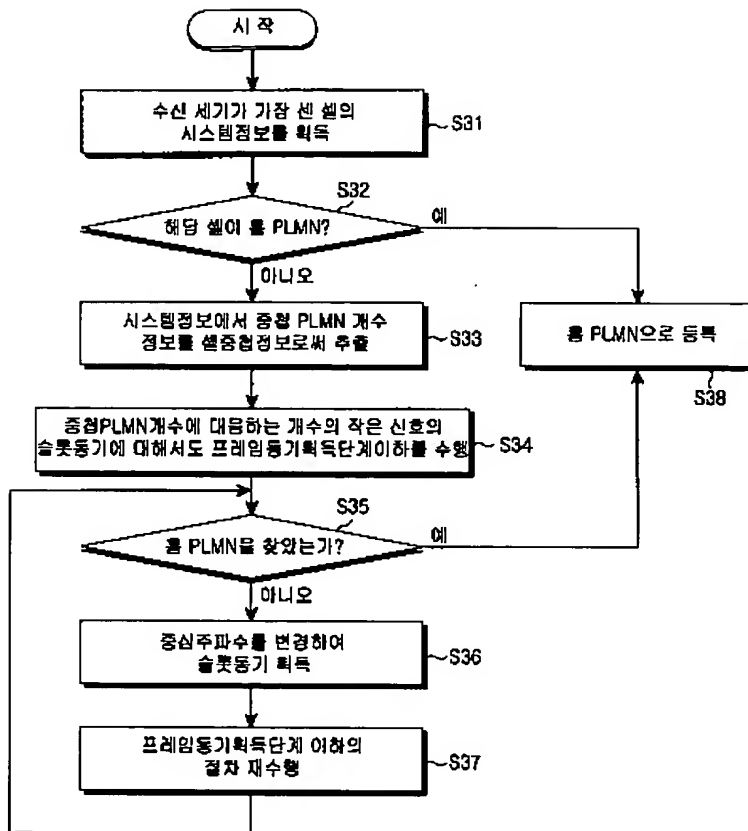 시 작
수신 세기가 가장 센 셀의
시스템정보를 획득
S31
S32
해당 셀이 홈 PLMN?
예
아니오
시스템정보에서 중첩 PLMN 개수
정보를 셀중첩정보로써 추출
S33
홈 PLMN으로 등록
S38
중첩PLMN개수에 대응하는 개수의 작은 신호의
슬롯동기에 대해서도 프레임동기획득단계이하를 수행
S34
S35
홈 PLMN을 찾았는가?
예
아니오
중심주파수를 변경하여
슬롯동기 획득
S36
프레임동기획득단계 이하의
절차 재수행
S37